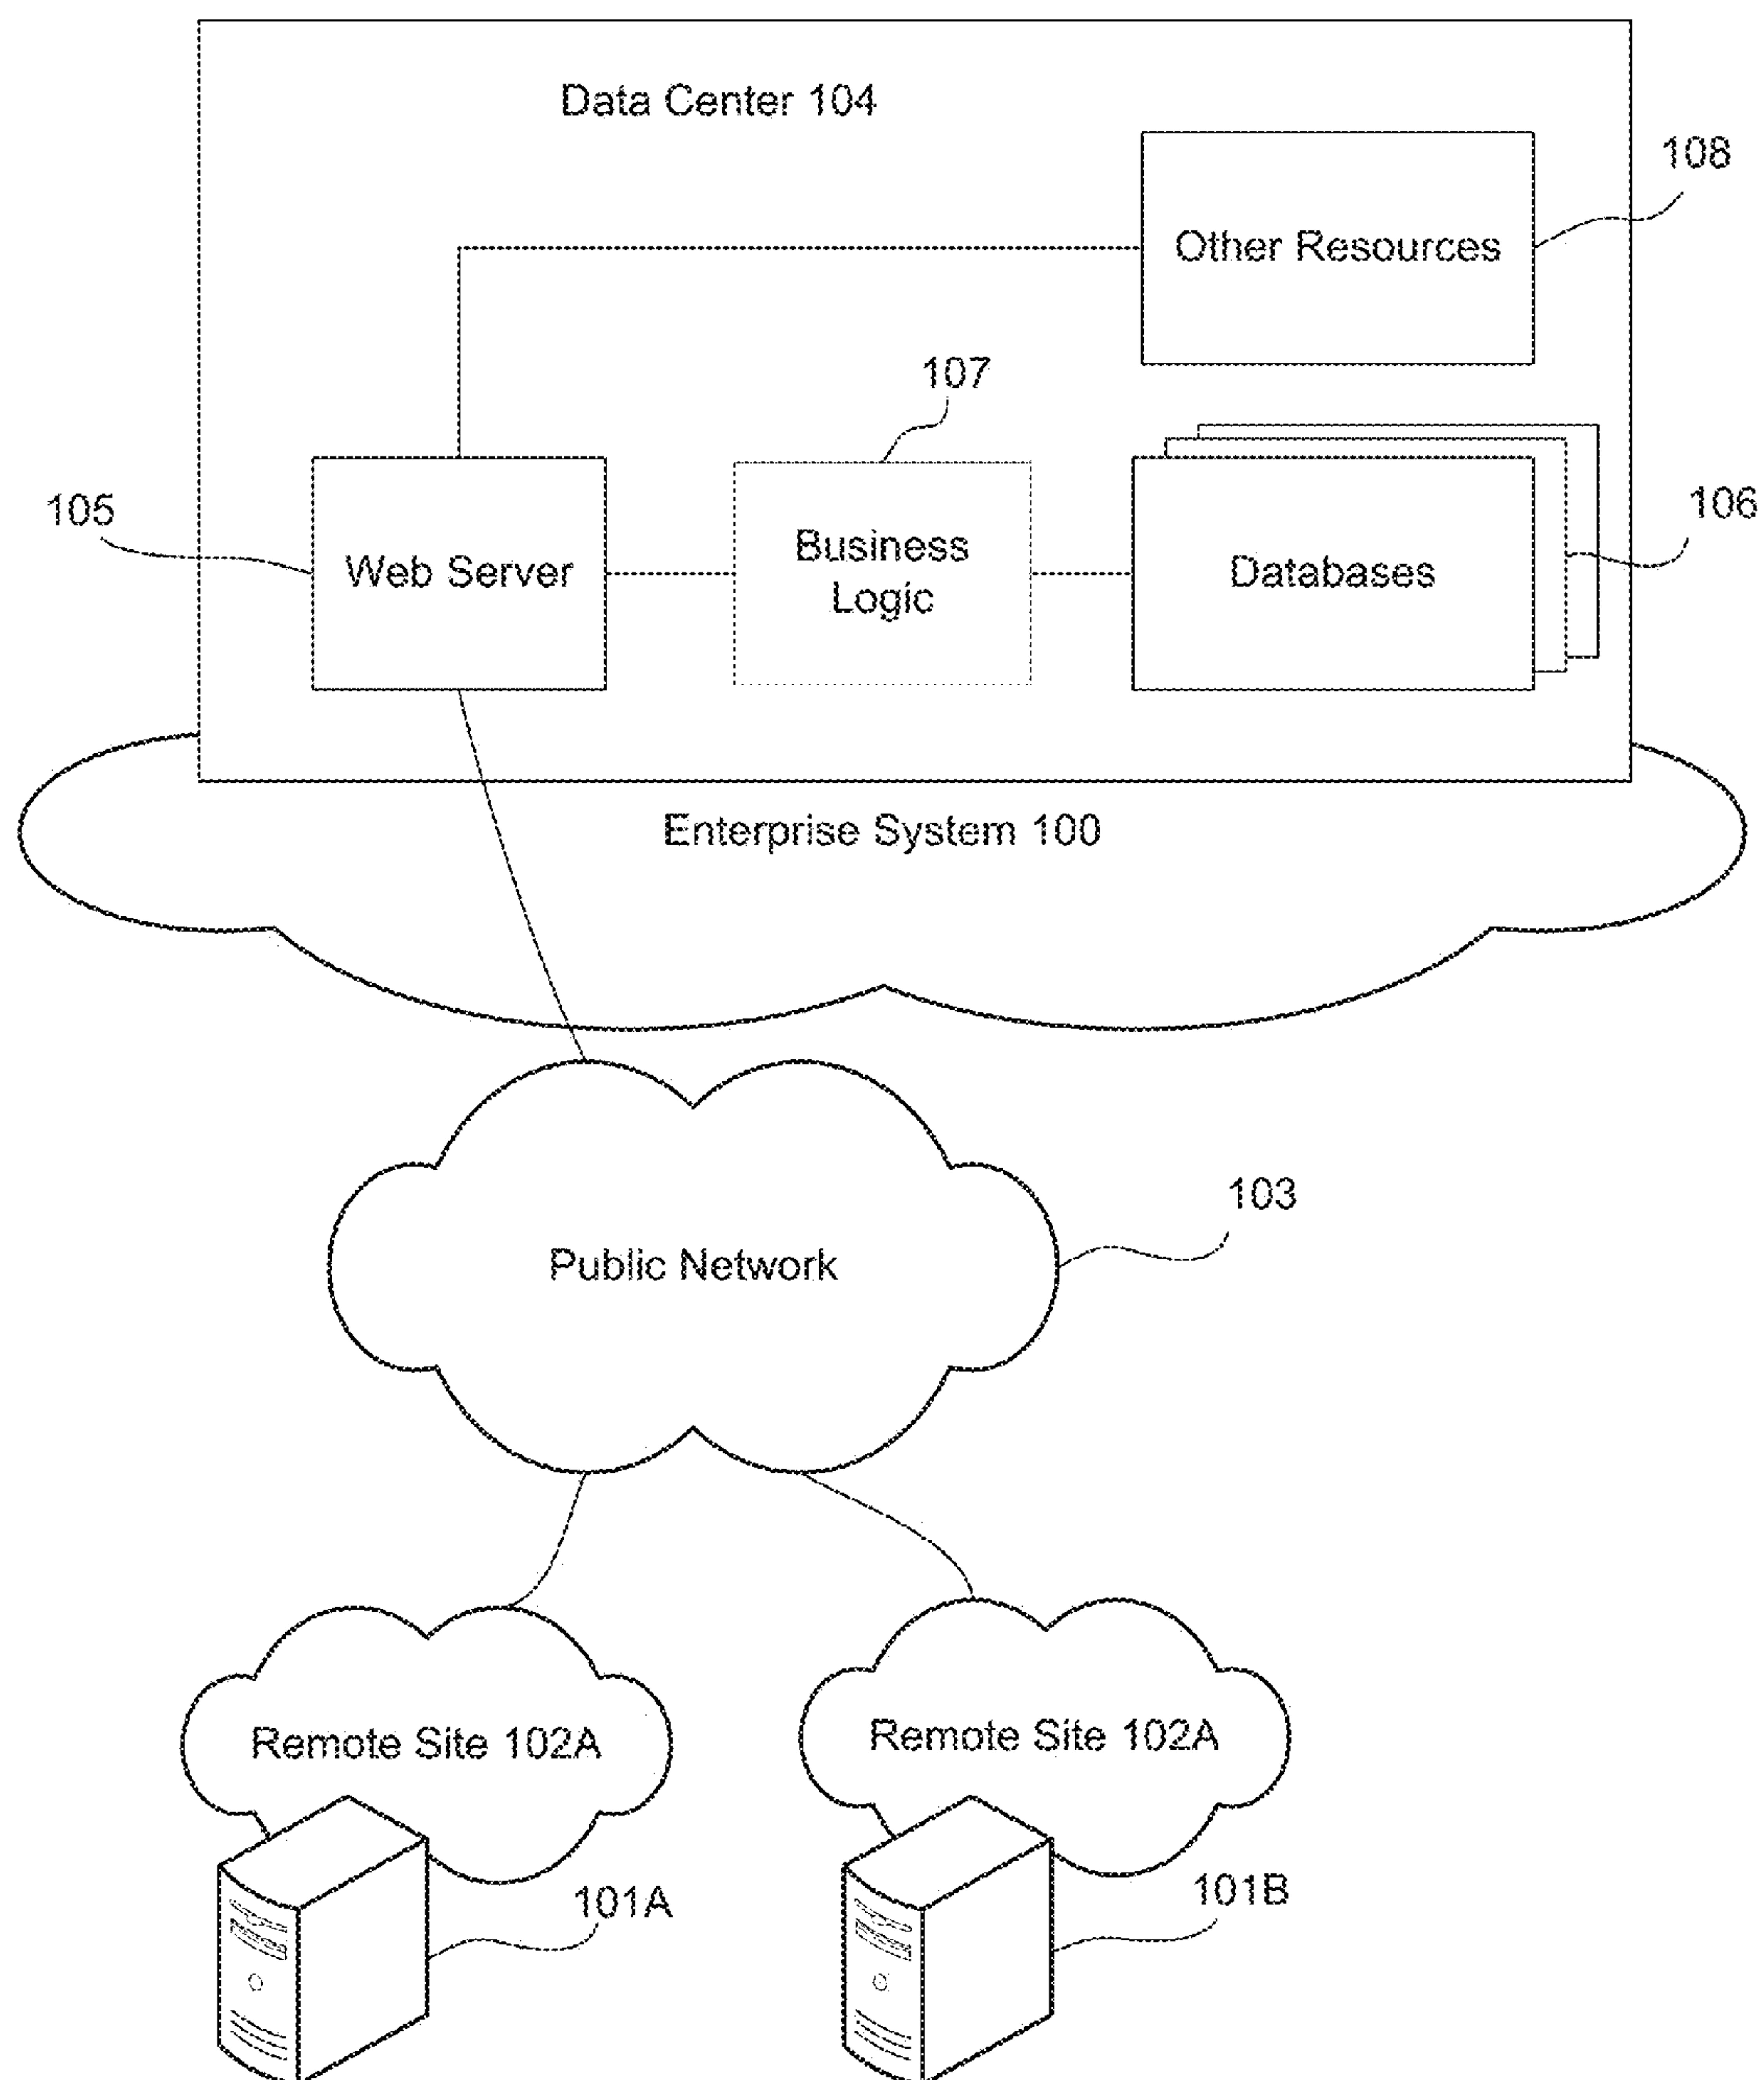 Data Center 104
108
Other Resources
107
105
106
Web Server
Business
Logic
Databases
Enterprise System 100
103
Public Network
Remote Site 102A
Remote Site 102A
101A
101B